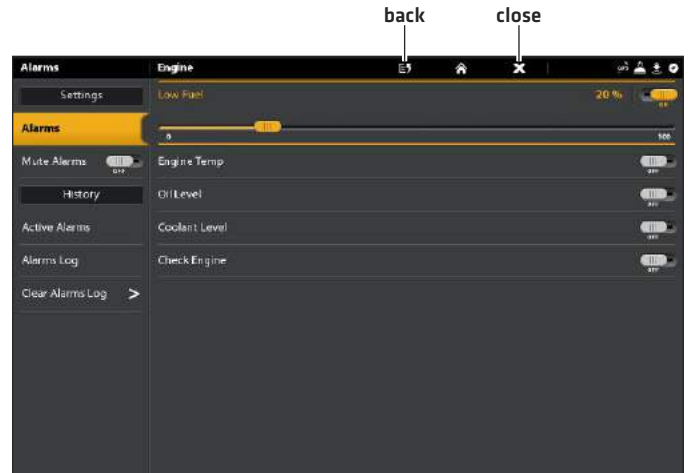 back close
Alarms Engine
Settings Low Fuel 20 % ON
Alarms
0 100
Mute Alarms OFF Engine Temp OFF
History Oil Level OFF
Active Alarms Coolant Level OFF
Alarms Log Check Engine OFF
Clear Alarms Log >